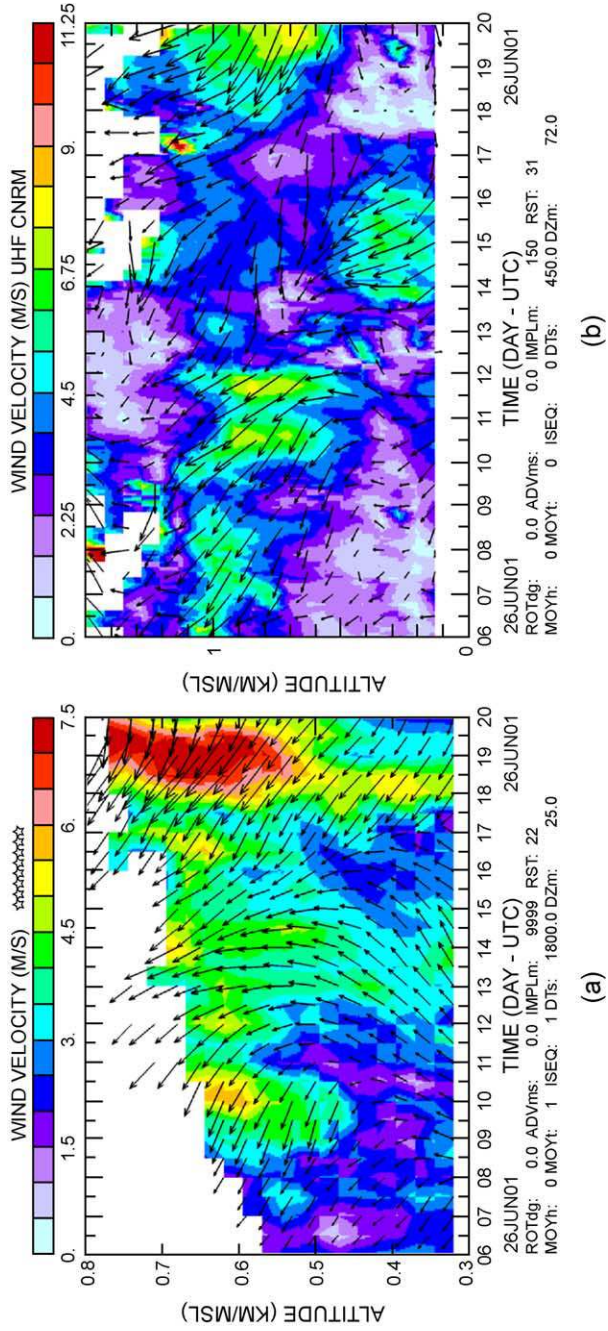 WIND VELOCITY (M/S) ☆☆☆☆☆☆☆☆☆
0. 1.5 3. 4.5 6. 7.5
ALTITUDE (KM/MSL)
0.8
0.7
0.6
0.5
0.4
0.3
06 07 08 09 10 11 12 13 14 15 16 17 18 19 20
26JUN01 TIME (DAY - UTC) 26JUN01
ROTdg: 0.0 ADVms: 0.0 IMPLm: 9999 RST: 22
MOYh: 0 MOYt: 1 ISEQ: 1 DTs: 1800.0 DZm: 25.0
(a)
WIND VELOCITY (M/S) UHF CNRM
0. 2.25 4.5 6.75 9. 11.25
ALTITUDE (KM/MSL)
1
0
06 07 08 09 10 11 12 13 14 15 16 17 18 19 20
26JUN01 TIME (DAY - UTC) 26JUN01
ROTdg: 0.0 ADVms: 0.0 IMPLm: 150 RST: 31
MOYh: 0 MOYt: 0 ISEQ: 0 DTs: 450.0 DZm: 72.0
(b)